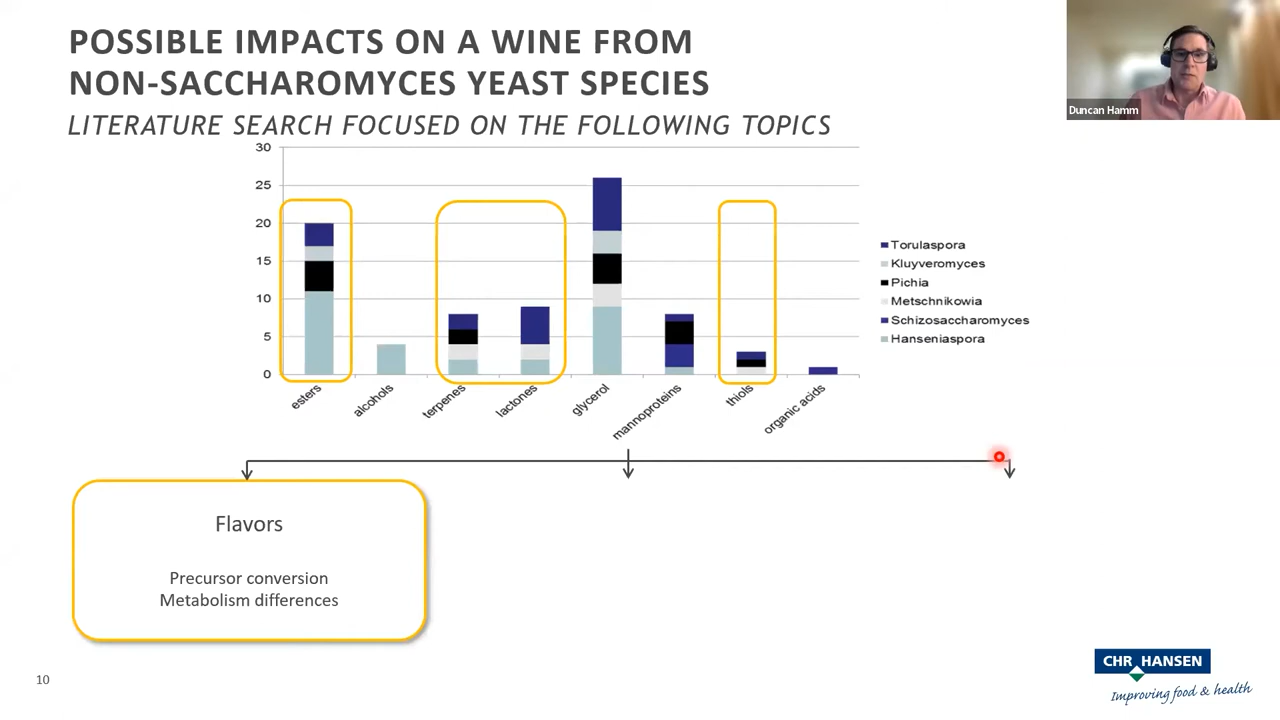 POSSIBLE IMPACTS ON A WINE FROM
NON-SACCHAROMYCES YEAST SPECIES
LITERATURE SEARCH FOCUSED ON THE FOLLOWING TOPICS
Duncan Hamm
30
25
20
15
10
5
0
esters
alcohols
terpenes
lactones
glycerol
mannoproteins
thiols
organic acids
Torulaspora
Kluyveromyces
Pichia
Metschnikowia
Schizosaccharomyces
Hanseniaspora
Flavors
Precursor conversion
Metabolism differences
10
CHR HANSEN
Improving food & health